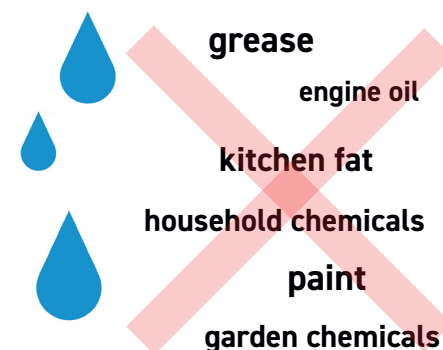 grease
engine oil
kitchen fat
household chemicals
paint
garden chemicals